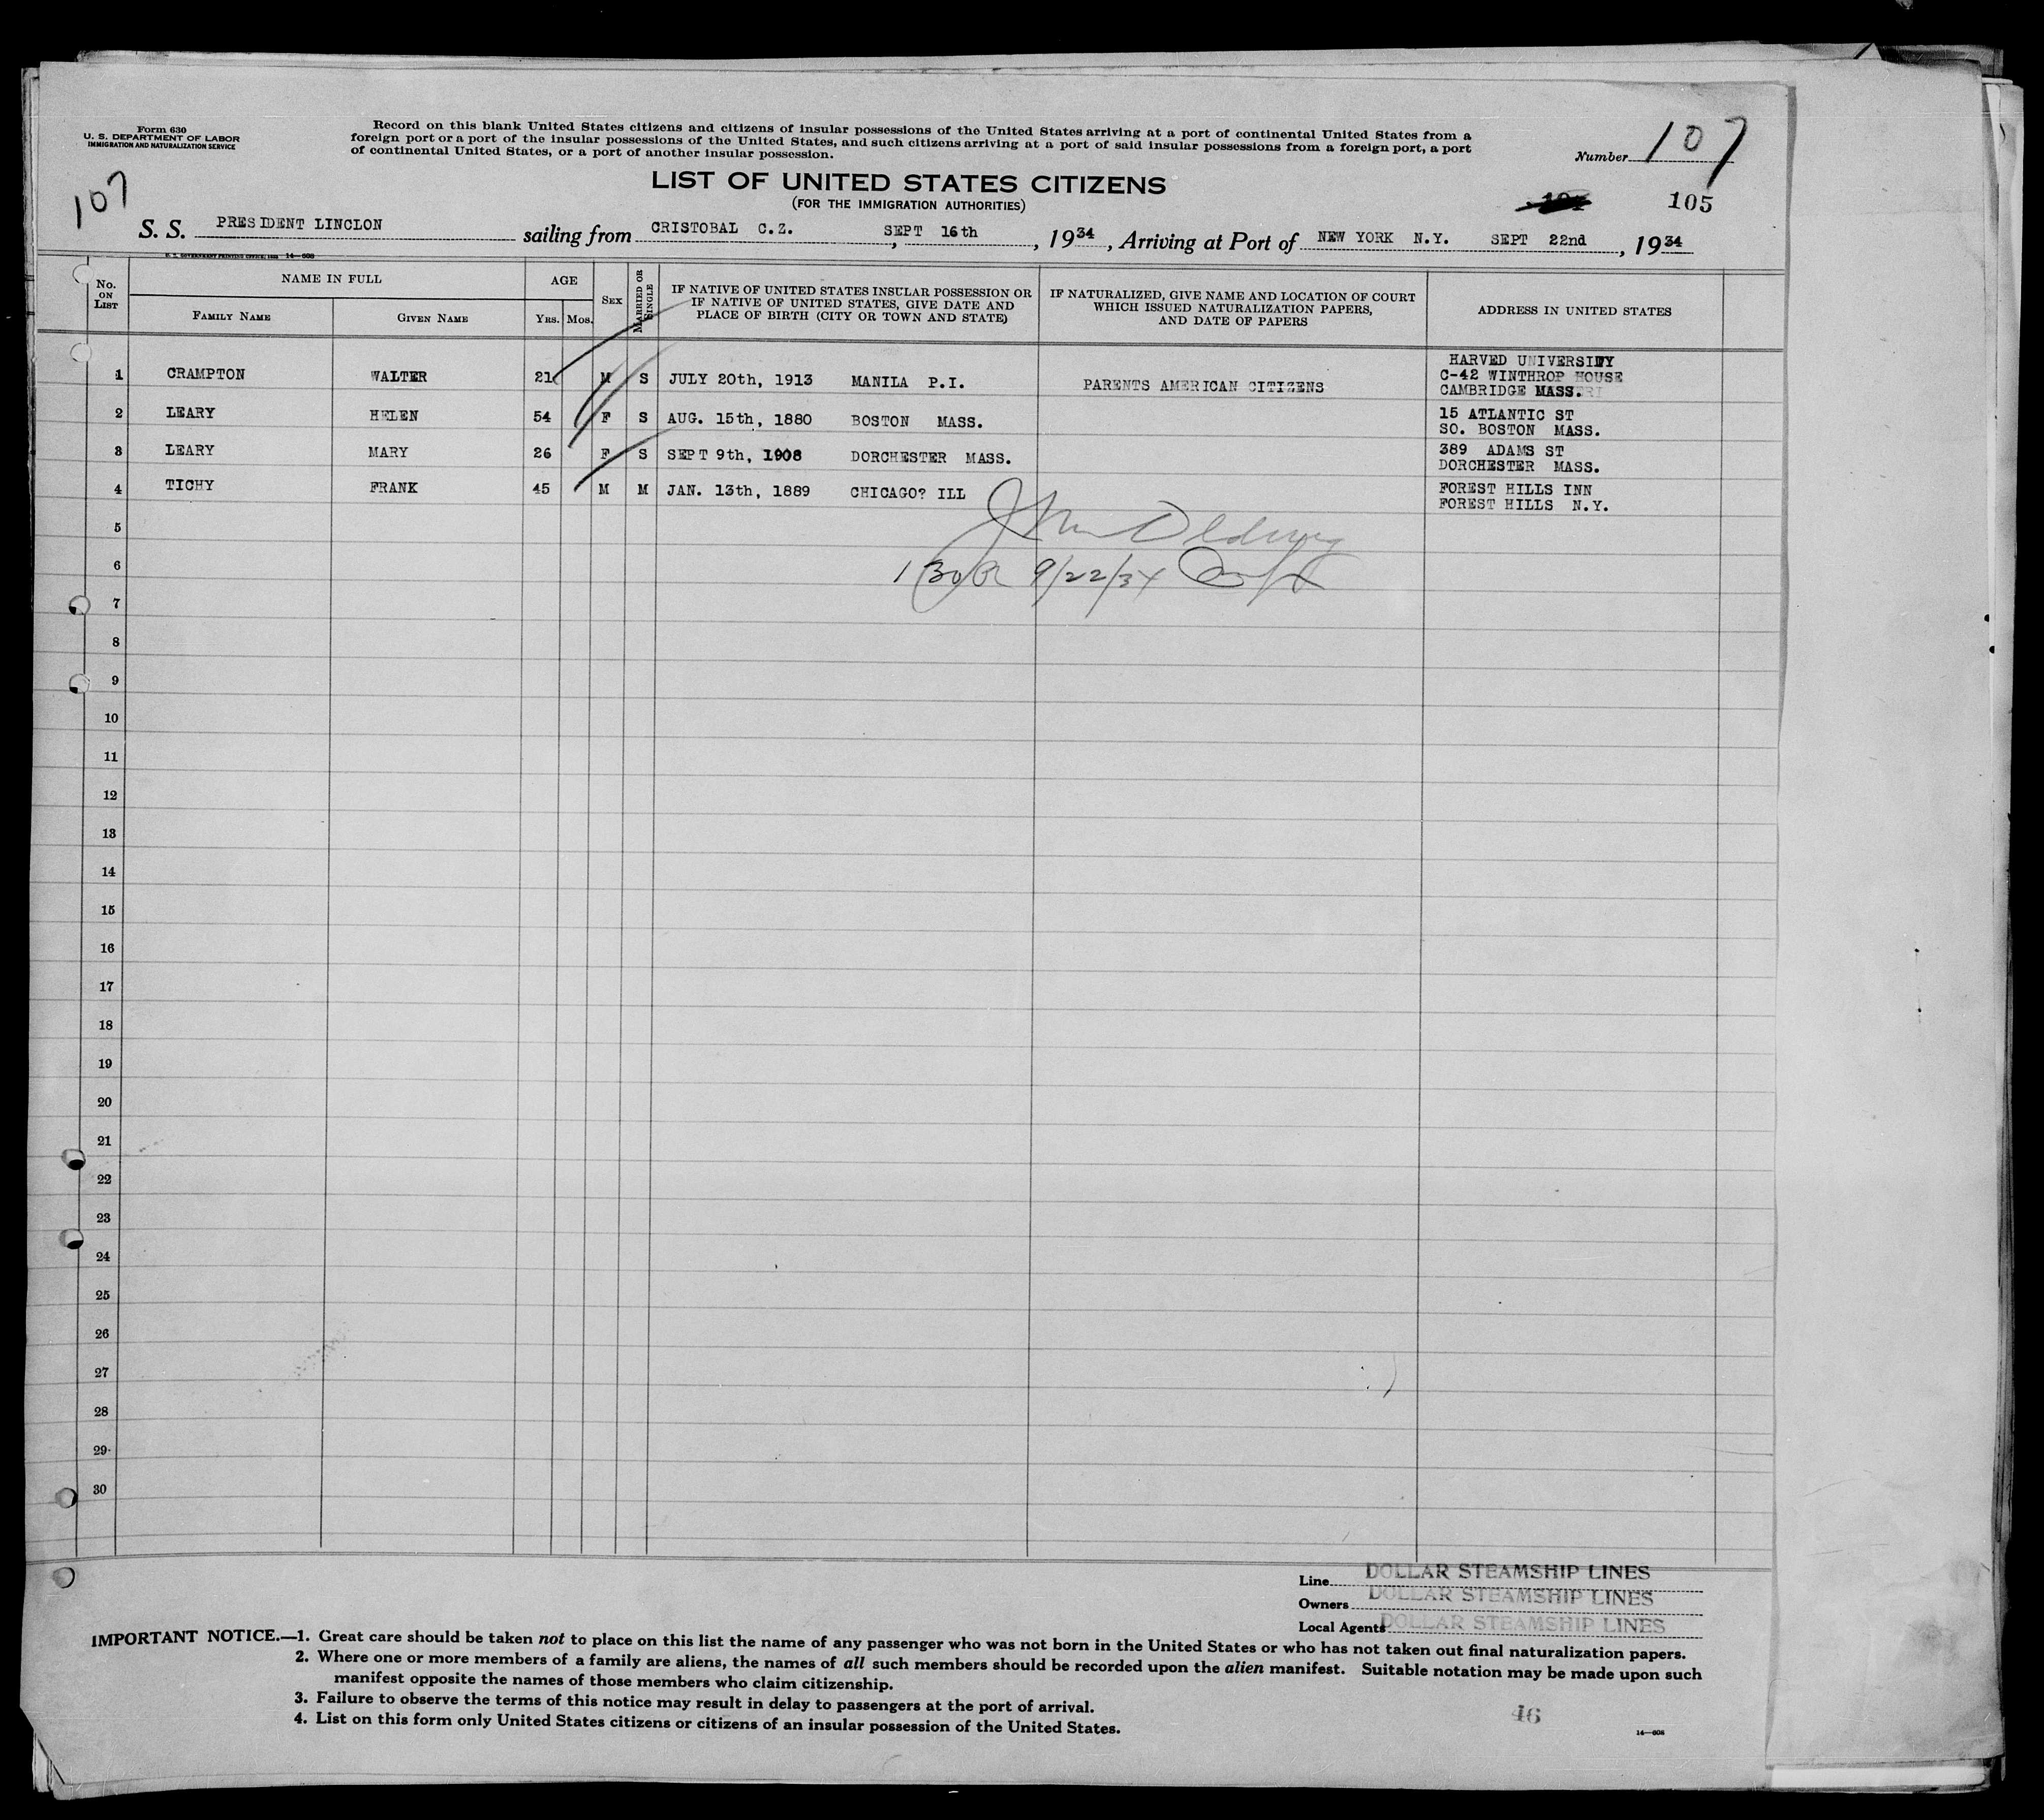 Form 630
U. S. DEPARTMENT OF LABOR
IMMIGRATION AND NATURALIZATION SERVICE
Record on this blank United States citizens and citizens of insular possessions of the United States arriving at a port of continental United States from a
foreign port or a port of the insular possessions of the United States, and such citizens arriving at a port of said insular possessions from a foreign port, a port
of continental United States, or a port of another insular possession.
Number 107
107
LIST OF UNITED STATES CITIZENS
(FOR THE IMMIGRATION AUTHORITIES)
105
S. S. PRESIDENT LINCLON sailing from CRISTOBAL C.Z. , SEPT 16th , 1934 , Arriving at Port of NEW YORK N.Y. SEPT 22nd , 1934
U. S. GOVERNMENT PRINTING OFFICE 14—608
No. ON LIST
NAME IN FULL
FAMILY NAME
GIVEN NAME
AGE
YRS.
MOS.
SEX
MARRIED OR SINGLE
IF NATIVE OF UNITED STATES INSULAR POSSESSION OR
IF NATIVE OF UNITED STATES, GIVE DATE AND
PLACE OF BIRTH (CITY OR TOWN AND STATE)
IF NATURALIZED, GIVE NAME AND LOCATION OF COURT
WHICH ISSUED NATURALIZATION PAPERS,
AND DATE OF PAPERS
ADDRESS IN UNITED STATES
1 CRAMPTON WALTER 21 M S JULY 20th, 1913 MANILA P.I. PARENTS AMERICAN CITIZENS
HARVED UNIVERSITY
C-42 WINTHROP HOUSE
CAMBRIDGE MASS.
2 LEARY HELEN 54 F S AUG. 15th, 1880 BOSTON MASS.
15 ATLANTIC ST
SO. BOSTON MASS.
3 LEARY MARY 26 F S SEPT 9th, 1908 DORCHESTER MASS.
389 ADAMS ST
DORCHESTER MASS.
4 TICHY FRANK 45 M M JAN. 13th, 1889 CHICAGO? ILL
FOREST HILLS INN
FOREST HILLS N.Y.
5
6
9/22/34
7
8
9
10
11
12
13
14
15
16
17
18
19
20
21
22
23
24
25
26
27
28
29
30
Line DOLLAR STEAMSHIP LINES
Owners DOLLAR STEAMSHIP LINES
Local Agents DOLLAR STEAMSHIP LINES
IMPORTANT NOTICE.—1. Great care should be taken not to place on this list the name of any passenger who was not born in the United States or who has not taken out final naturalization papers.
2. Where one or more members of a family are aliens, the names of all such members should be recorded upon the alien manifest. Suitable notation may be made upon such
manifest opposite the names of those members who claim citizenship.
3. Failure to observe the terms of this notice may result in delay to passengers at the port of arrival.
4. List on this form only United States citizens or citizens of an insular possession of the United States.
46
14—608